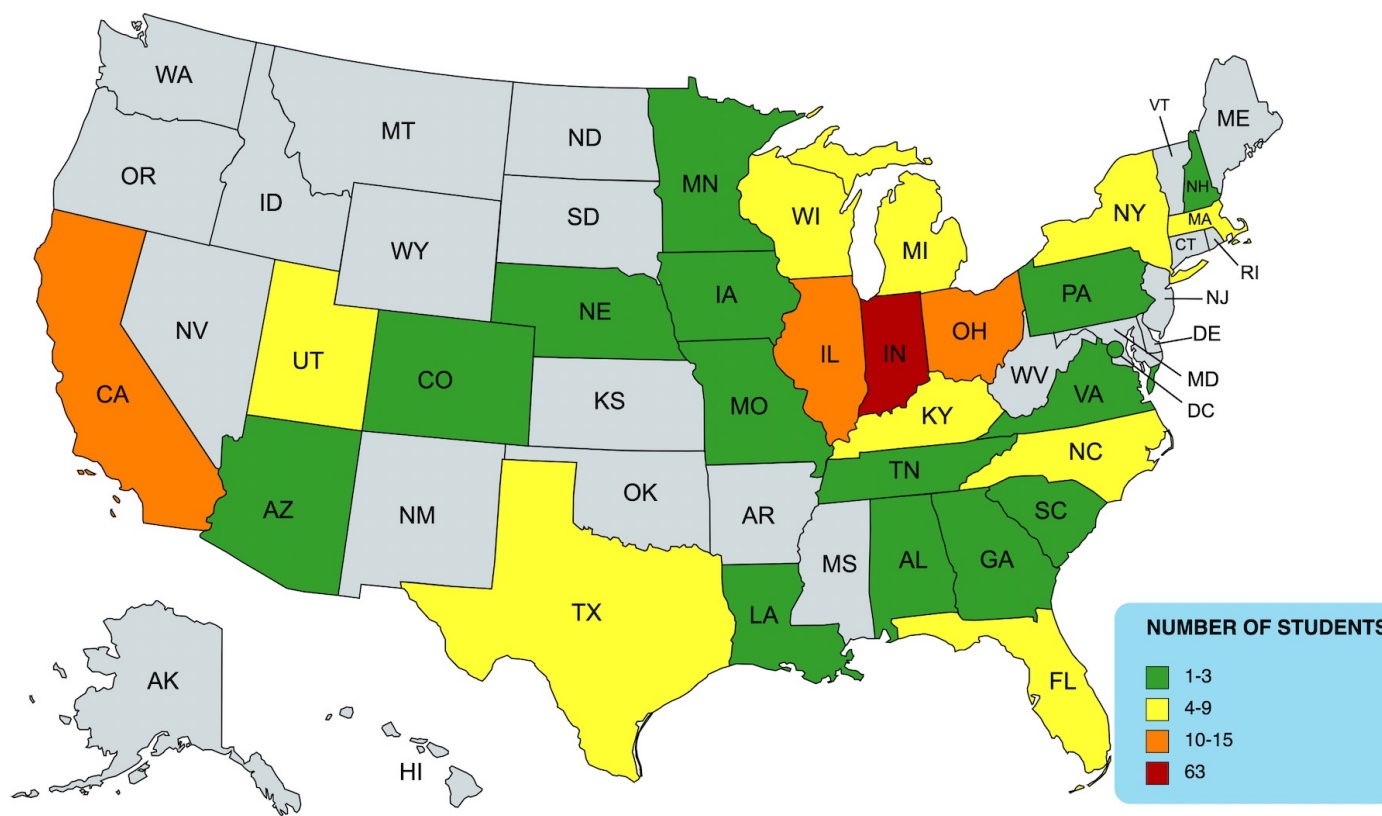 WA
MT
ND
MN
VT
ME
OR
ID
SD
WI
MI
NY
NH
MA
CT
RI
WY
IA
PA
NJ
NV
NE
IL
IN
OH
DE
UT
CO
KS
MO
WV
VA
MD
DC
CA
KY
NC
AZ
NM
OK
AR
TN
SC
MS
AL
GA
TX
LA
FL
AK
HI
NUMBER OF STUDENTS
1-3
4-9
10-15
63